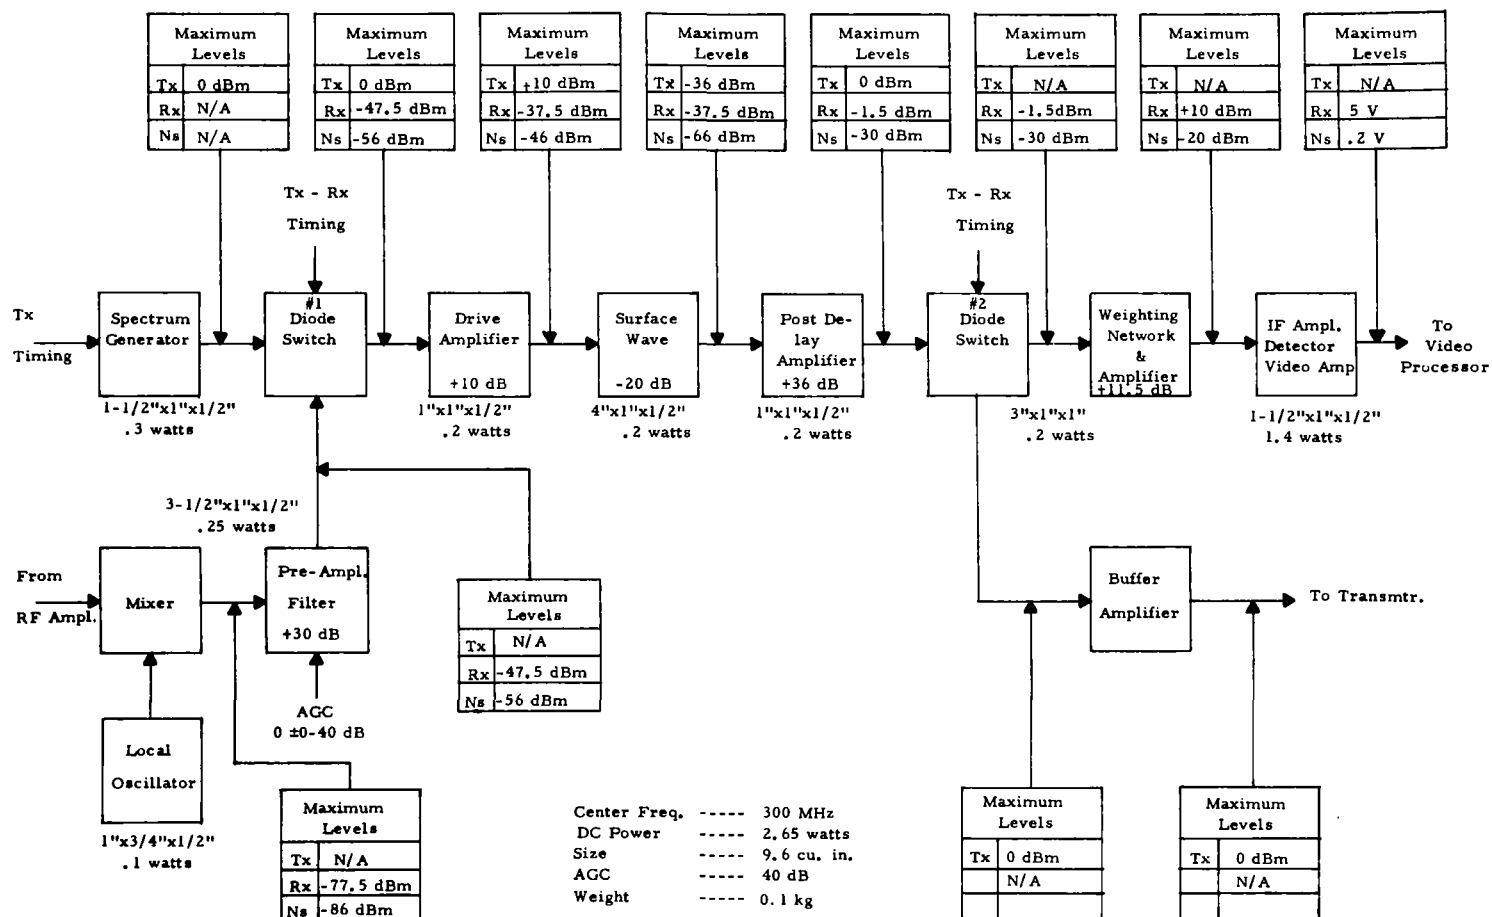 Maximum
Levels
Tx 0 dBm
Rx N/A
Ns N/A
Maximum
Levels
Tx 0 dBm
Rx -47.5 dBm
Ns -56 dBm
Maximum
Levels
Tx +10 dBm
Rx -37.5 dBm
Ns -46 dBm
Maximum
Levels
Tx -36 dBm
Rx -37.5 dBm
Ns -66 dBm
Maximum
Levels
Tx 0 dBm
Rx -1.5 dBm
Ns -30 dBm
Maximum
Levels
Tx N/A
Rx -1.5dBm
Ns -30 dBm
Maximum
Levels
Tx N/A
Rx +10 dBm
Ns -20 dBm
Maximum
Levels
Tx N/A
Rx 5 V
Ns .2 V
Tx - Rx
Timing
Tx - Rx
Timing
Tx
Timing
Spectrum
Generator
1-1/2"x1"x1/2"
.3 watts
#1
Diode
Switch
Drive
Amplifier
+10 dB
1"x1"x1/2"
.2 watts
Surface
Wave
-20 dB
4"x1"x1/2"
.2 watts
Post De-
lay
Amplifier
+36 dB
1"x1"x1/2"
.2 watts
#2
Diode
Switch
Weighting
Network
&
Amplifier
+11.5 dB
3"x1"x1"
.2 watts
IF Ampl.
Detector
Video Amp
1-1/2"x1"x1/2"
1.4 watts
To
Video
Processor
3-1/2"x1"x1/2"
.25 watts
From
RF Ampl.
Mixer
Pre-Ampl.
Filter
+30 dB
AGC
0 ±0-40 dB
Maximum
Levels
Tx N/A
Rx -47.5 dBm
Ns -56 dBm
Buffer
Amplifier
To Transmtr.
Local
Oscillator
1"x3/4"x1/2"
.1 watts
Maximum
Levels
Tx N/A
Rx -77.5 dBm
Ns -86 dBm
Center Freq. ----- 300 MHz
DC Power ----- 2.65 watts
Size ----- 9.6 cu. in.
AGC ----- 40 dB
Weight ----- 0.1 kg
Maximum
Levels
Tx 0 dBm
N/A
Maximum
Levels
Tx 0 dBm
N/A